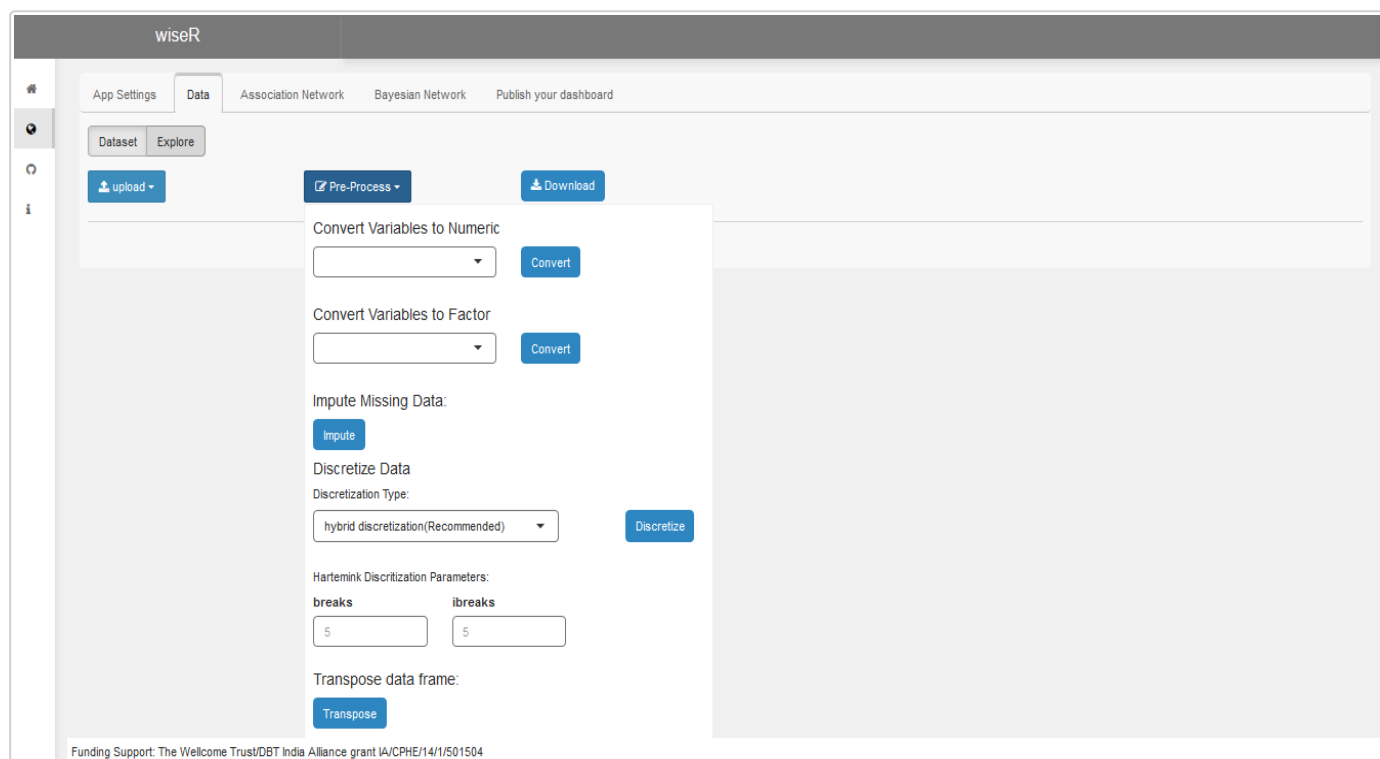 wiseR
App Settings Data Association Network Bayesian Network Publish your dashboard
Dataset Explore
upload Pre-Process Download
Convert Variables to Numeric
Convert
Convert Variables to Factor
Convert
Impute Missing Data:
Impute
Discretize Data
Discretization Type:
hybrid discretization(Recommended) Discretize
Hartemink Discritization Parameters:
breaks ibreaks
5 5
Transpose data frame:
Transpose
Funding Support: The Wellcome Trust/DBT India Alliance grant IA/CPHE/14/1/501504